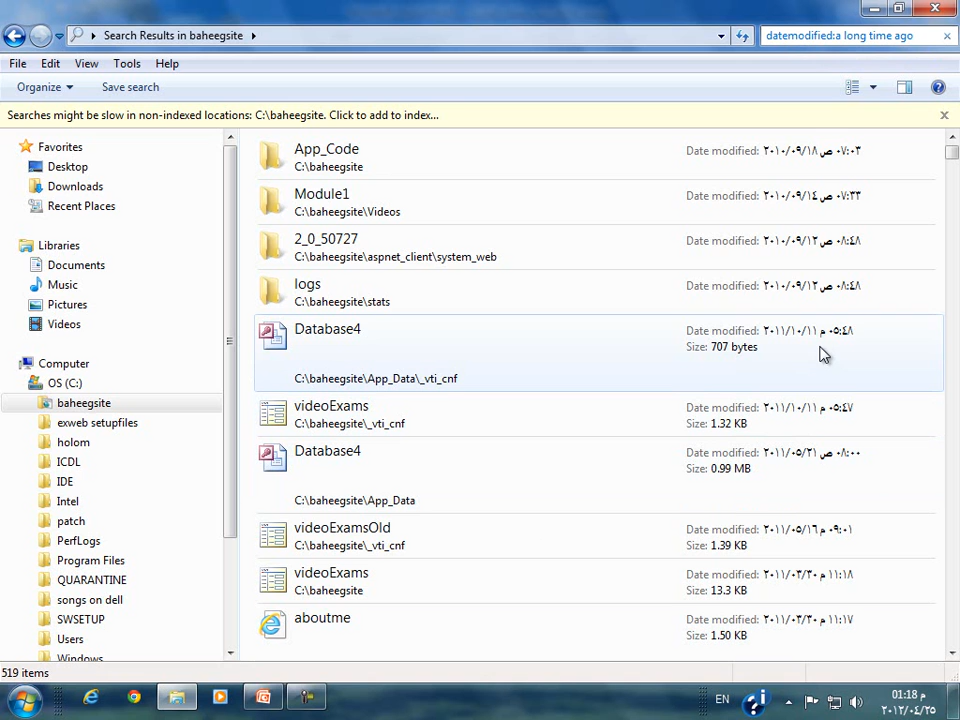 Search Results in baheegsite
datemodified:a long time ago
File Edit View Tools Help
Organize Save search
Searches might be slow in non-indexed locations: C:\baheegsite. Click to add to index...
Favorites
Desktop
Downloads
Recent Places
Libraries
Documents
Music
Pictures
Videos
Computer
OS (C:)
baheegsite
exweb setupfiles
holom
ICDL
IDE
Intel
patch
PerfLogs
Program Files
QUARANTINE
songs on dell
SWSETUP
Users
Windows
App_Code
Date modified: ٢٠١٠/٠٩/١٨ ص ٠٧:٠٣
C:\baheegsite
Module1
Date modified: ٢٠١٠/٠٩/١٤ ص ٠٧:٣٣
C:\baheegsite\Videos
2_0_50727
Date modified: ٢٠١٠/٠٩/١٢ ص ٠٨:٤٨
C:\baheegsite\aspnet_client\system_web
logs
Date modified: ٢٠١٠/٠٩/١٢ ص ٠٨:٤٨
C:\baheegsite\stats
Database4
Date modified: ٢٠١١/١٠/١١ م ٠٥:٤٨
Size: 707 bytes
C:\baheegsite\App_Data\_vti_cnf
videoExams
Date modified: ٢٠١١/١٠/١١ م ٠٥:٤٧
C:\baheegsite\_vti_cnf
Size: 1.32 KB
Database4
Date modified: ٢٠١١/٠٥/٢١ ص ٠٨:٠٠
Size: 0.99 MB
C:\baheegsite\App_Data
videoExamsOld
Date modified: ٢٠١١/٠٥/١٦ م ٠٩:٠١
C:\baheegsite\_vti_cnf
Size: 1.39 KB
videoExams
Date modified: ٢٠١١/٠٣/٣٠ م ١١:١٨
C:\baheegsite
Size: 13.3 KB
aboutme
Date modified: ٢٠١١/٠٣/٣٠ م ١١:١٧
Size: 1.50 KB
519 items
EN
01:18 م
٢٠١٢/٠٤/٢٥